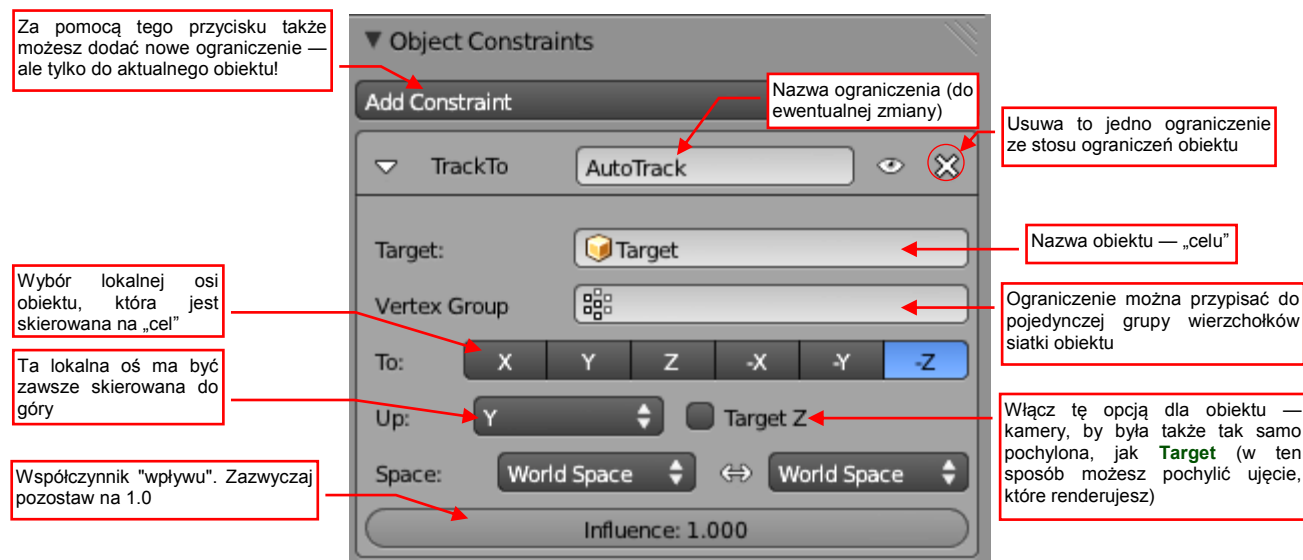 Za pomocą tego przycisku także
możesz dodać nowe ograniczenie —
ale tylko do aktualnego obiektu!
Object Constraints
Add Constraint
Nazwa ograniczenia (do
ewentualnej zmiany)
Usuwa to jedno ograniczenie
ze stosu ograniczeń obiektu
TrackTo
AutoTrack
Target:
Target
Nazwa obiektu — „celu”
Wybór lokalnej osi
obiektu, która jest
skierowana na „cel”
Vertex Group
Ograniczenie można przypisać do
pojedynczej grupy wierzchołków
siatki obiektu
To:
X
Y
Z
-X
-Y
-Z
Ta lokalna oś ma być
zawsze skierowana do
góry
Up:
Y
Target Z
Włącz tę opcją dla obiektu —
kamery, by była także tak samo
pochylona, jak Target (w ten
sposób możesz pochylić ujęcie,
które renderujesz)
Współczynnik "wpływu". Zazwyczaj
pozostaw na 1.0
Space:
World Space
World Space
Influence: 1.000